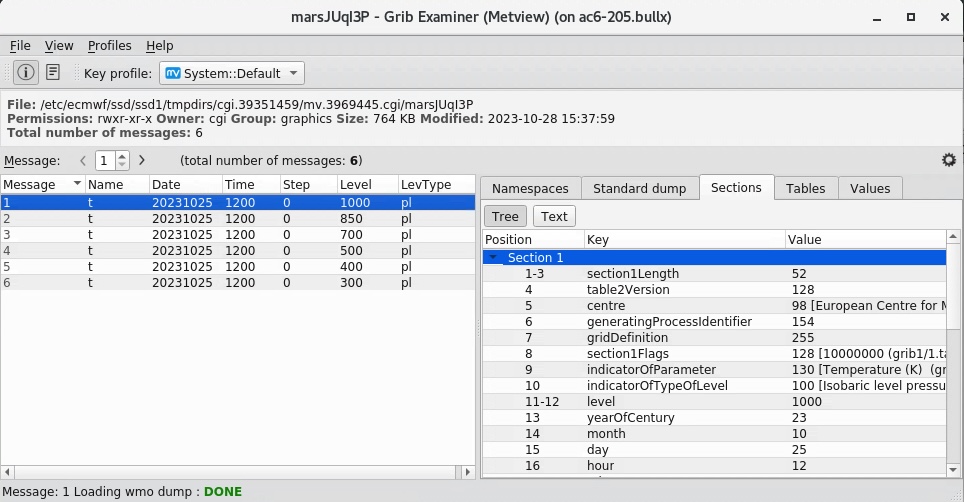 marsJUqI3P - Grib Examiner (Metview) (on ac6-205.bullx)
File View Profiles Help
Key profile: System::Default
File: /etc/ecmwf/ssd/ssd1/tmpdirs/cgi.39351459/mv.3969445.cgi/marsJUqI3P
Permissions: rwxr-xr-x Owner: cgi Group: graphics Size: 764 KB Modified: 2023-10-28 15:37:59
Total number of messages: 6
Message: 1 (total number of messages: 6)
Message Name Date Time Step Level LevType
1 t 20231025 1200 0 1000 pl
2 t 20231025 1200 0 850 pl
3 t 20231025 1200 0 700 pl
4 t 20231025 1200 0 500 pl
5 t 20231025 1200 0 400 pl
6 t 20231025 1200 0 300 pl
Namespaces Standard dump Sections Tables Values
Tree Text
Position Key Value
Section 1
1-3 section1Length 52
4 table2Version 128
5 centre 98 [European Centre for M
6 generatingProcessIdentifier 154
7 gridDefinition 255
8 section1Flags 128 [10000000 (grib1/1.ta
9 indicatorOfParameter 130 [Temperature (K) (gr
10 indicatorOfTypeOfLevel 100 [Isobaric level pressu
11-12 level 1000
13 yearOfCentury 23
14 month 10
15 day 25
16 hour 12
Message: 1 Loading wmo dump : DONE